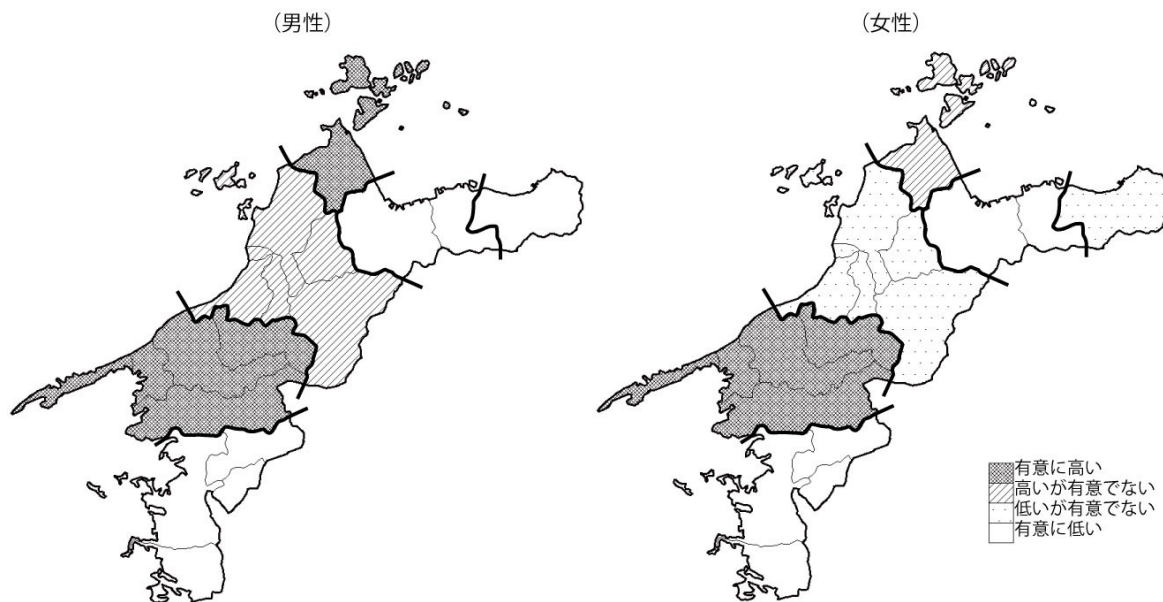 （男性）
（女性）
有意に高い
高いが有意でない
低いが有意でない
有意に低い